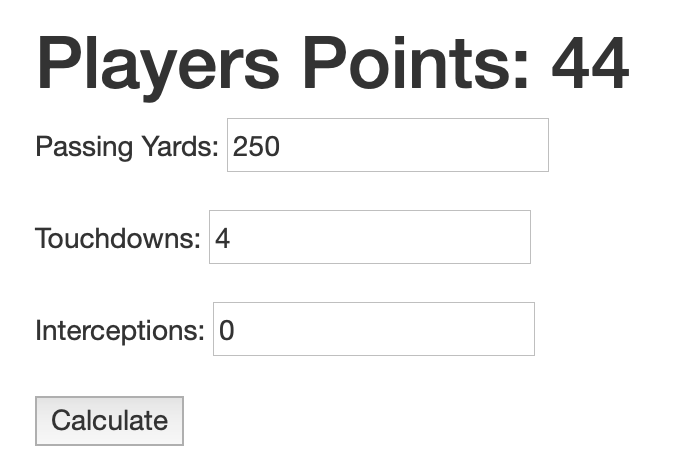 Players Points: 44
Passing Yards: 250
Touchdowns: 4
Interceptions: 0
Calculate